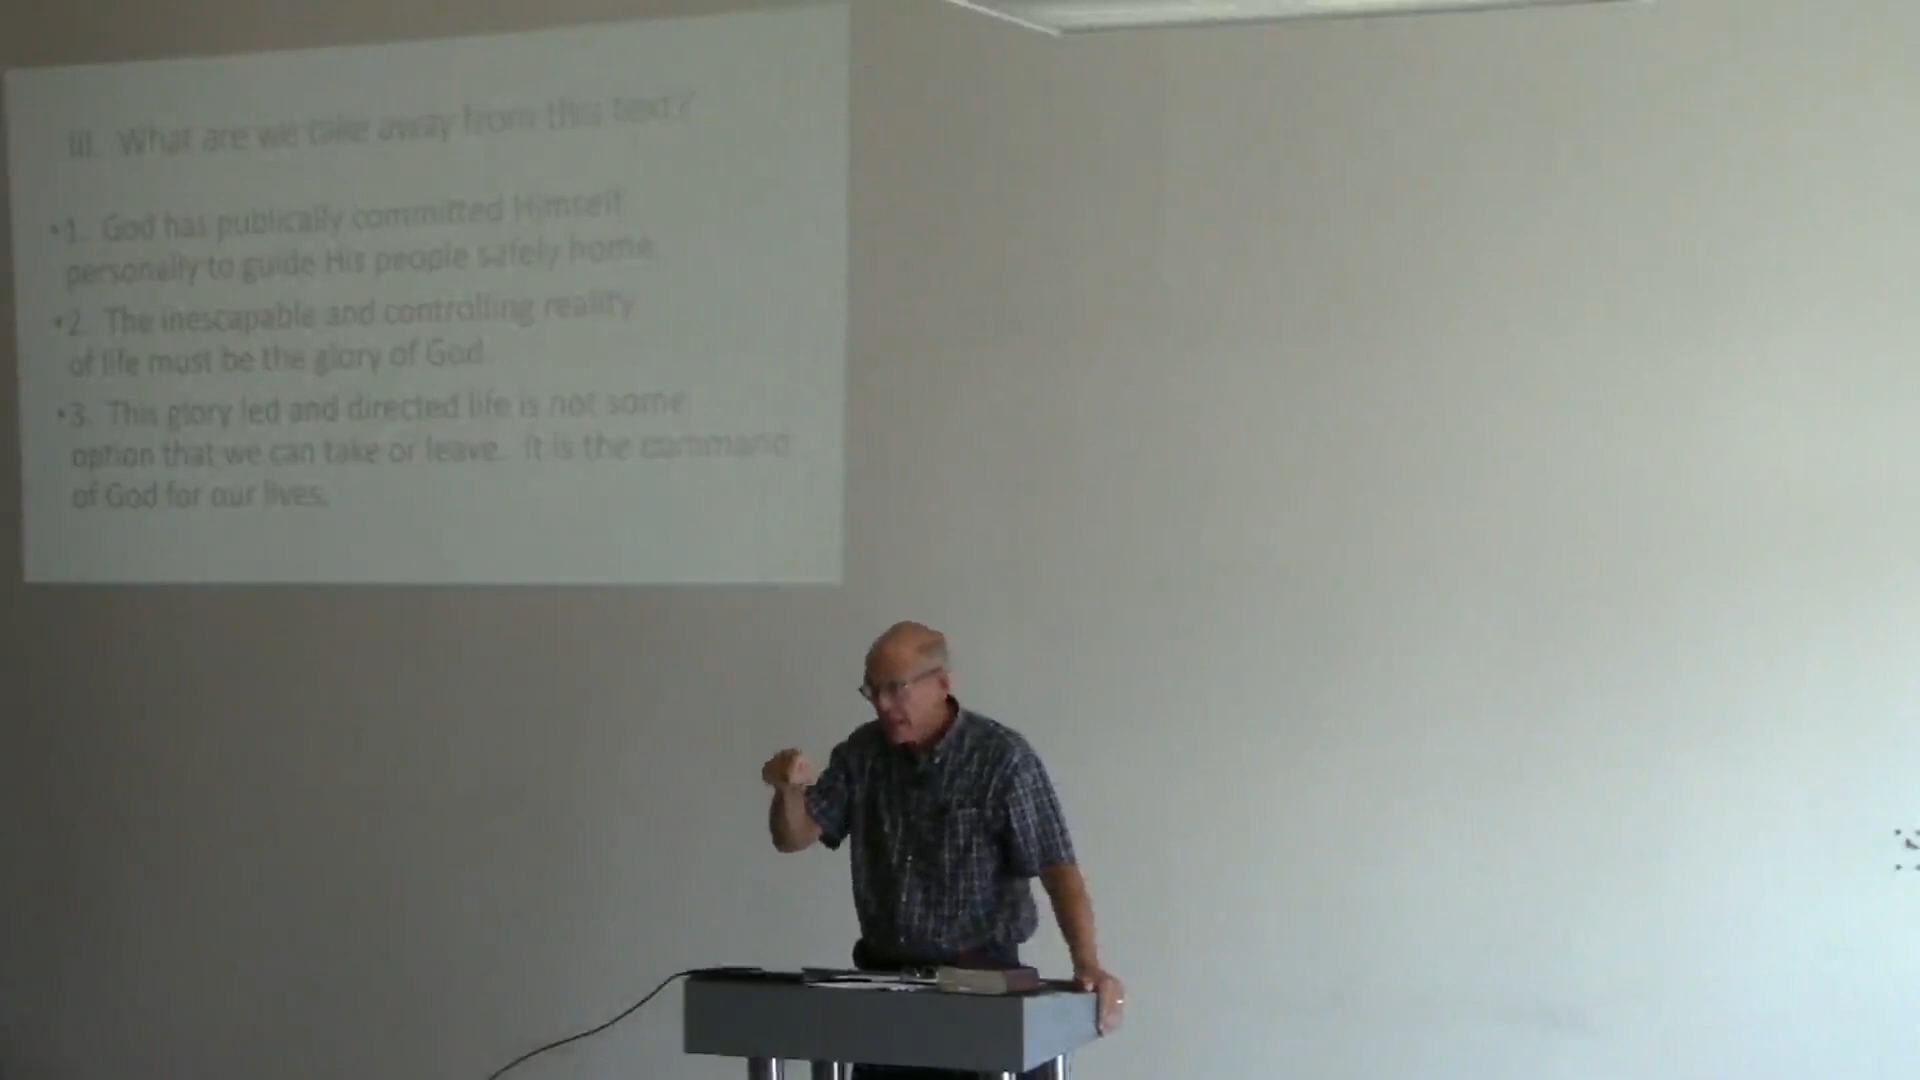 III. What are we take away from this text?
•1. God has publically committed Himself
personally to guide His people safely home.
•2. The inescapable and controlling reality
of life must be the glory of God.
•3. This glory led and directed life is not some
option that we can take or leave. It is the command
of God for our lives.